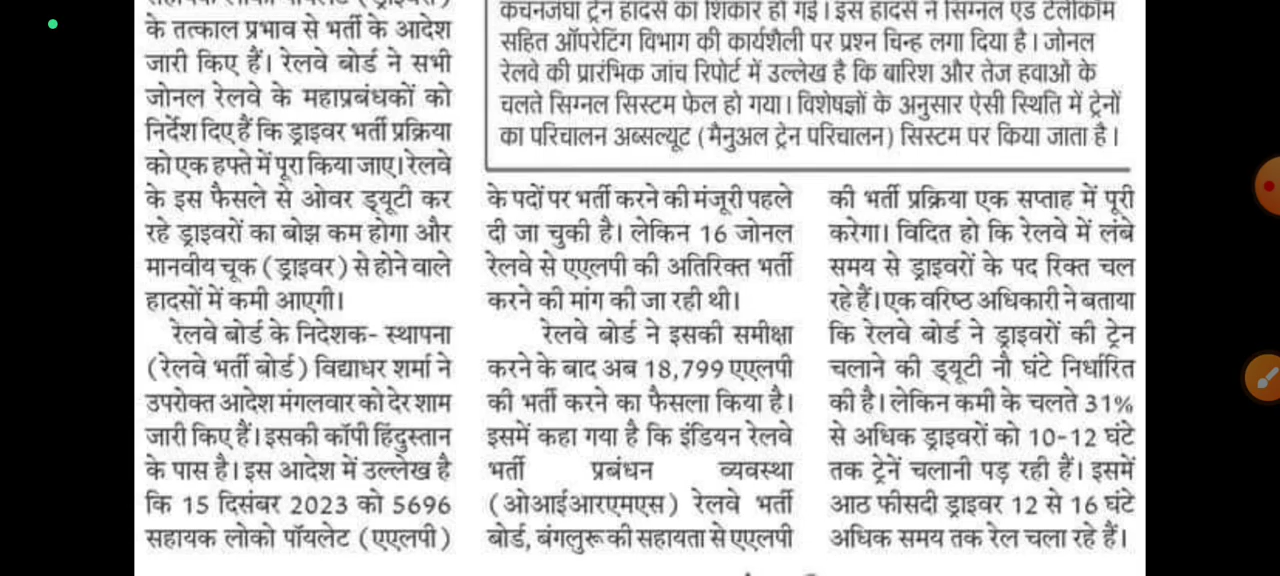 सहायक लोको पायलट (ड्राइवर)
के तत्काल प्रभाव से भर्ती के आदेश
जारी किए हैं। रेलवे बोर्ड ने सभी
जोनल रेलवे के महाप्रबंधकों को
निर्देश दिए हैं कि ड्राइवर भर्ती प्रक्रिया
को एक हफ्ते में पूरा किया जाए। रेलवे
के इस फैसले से ओवर ड्यूटी कर
रहे ड्राइवरों का बोझ कम होगा और
मानवीय चूक (ड्राइवर) से होने वाले
हादसों में कमी आएगी।
रेलवे बोर्ड के निदेशक- स्थापना
(रेलवे भर्ती बोर्ड) विद्याधर शर्मा ने
उपरोक्त आदेश मंगलवार को देर शाम
जारी किए हैं। इसकी कॉपी हिंदुस्तान
के पास है। इस आदेश में उल्लेख है
कि 15 दिसंबर 2023 को 5696
सहायक लोको पॉयलेट (एएलपी)
कंचनजंघा ट्रेन हादसे का शिकार हो गई। इस हादसे ने सिग्नल एंड टेलीकॉम
सहित ऑपरेटिंग विभाग की कार्यशैली पर प्रश्न चिन्ह लगा दिया है। जोनल
रेलवे की प्रारंभिक जांच रिपोर्ट में उल्लेख है कि बारिश और तेज हवाओं के
चलते सिग्नल सिस्टम फेल हो गया। विशेषज्ञों के अनुसार ऐसी स्थिति में ट्रेनों
का परिचालन अब्सल्यूट (मैनुअल ट्रेन परिचालन) सिस्टम पर किया जाता है।
के पदों पर भर्ती करने की मंजूरी पहले
दी जा चुकी है। लेकिन 16 जोनल
रेलवे से एएलपी की अतिरिक्त भर्ती
करने की मांग की जा रही थी।
रेलवे बोर्ड ने इसकी समीक्षा
करने के बाद अब 18,799 एएलपी
की भर्ती करने का फैसला किया है।
इसमें कहा गया है कि इंडियन रेलवे
भर्ती प्रबंधन व्यवस्था
(ओआईआरएमएस) रेलवे भर्ती
बोर्ड, बंगलुरू की सहायता से एएलपी
की भर्ती प्रक्रिया एक सप्ताह में पूरी
करेगा। विदित हो कि रेलवे में लंबे
समय से ड्राइवरों के पद रिक्त चल
रहे हैं। एक वरिष्ठ अधिकारी ने बताया
कि रेलवे बोर्ड ने ड्राइवरों की ट्रेन
चलाने की ड्यूटी नौ घंटे निर्धारित
की है। लेकिन कमी के चलते 31%
से अधिक ड्राइवरों को 10-12 घंटे
तक ट्रेनें चलानी पड़ रही हैं। इसमें
आठ फीसदी ड्राइवर 12 से 16 घंटे
अधिक समय तक रेल चला रहे हैं।